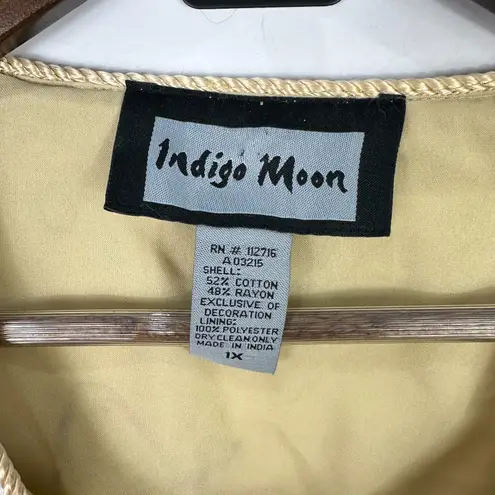 Indigo Moon
RN # 112716
A03215
SHELL:
52% COTTON
48% RAYON
EXCLUSIVE OF
DECORATION
LINING:
100% POLYESTER
DRY CLEAN ONLY
MADE IN INDIA
1X